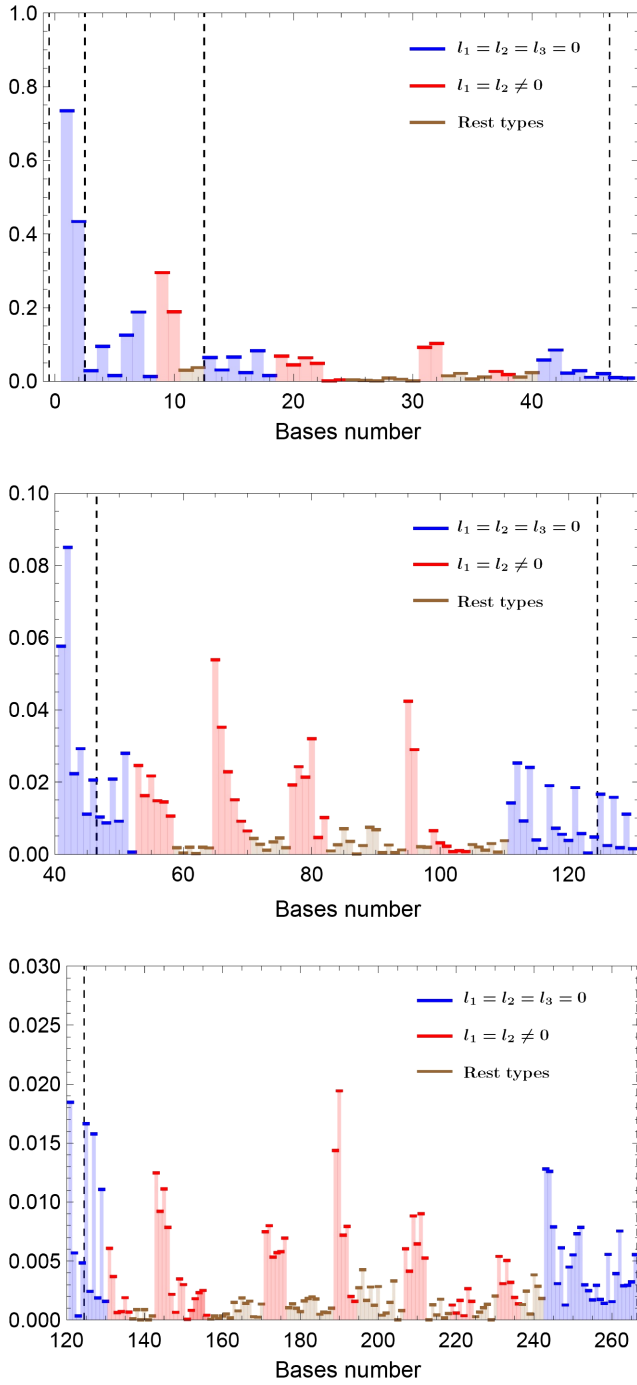 1.0
0.8
0.6
0.4
0.2
0.0
l₁ = l₂ = l₃ = 0
l₁ = l₂ ≠ 0
Rest types
0 10 20 30 40
Bases number
0.10
0.08
0.06
0.04
0.02
0.00
l₁ = l₂ = l₃ = 0
l₁ = l₂ ≠ 0
Rest types
40 60 80 100 120
Bases number
0.030
0.025
0.020
0.015
0.010
0.005
0.000
l₁ = l₂ = l₃ = 0
l₁ = l₂ ≠ 0
Rest types
120 140 160 180 200 220 240 260
Bases number